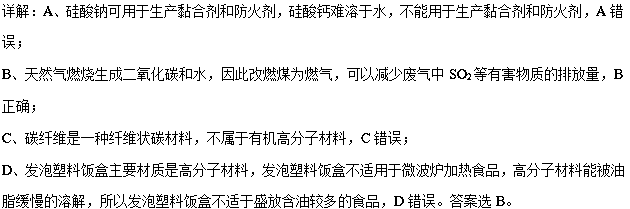 详解：A、硅酸钠可用于生产黏合剂和防火剂，硅酸钙难溶于水，不能用于生产黏合剂和防火剂，A 错
误；
B、天然气燃烧生成二氧化碳和水，因此改燃煤为燃气，可以减少废气中 SO₂ 等有害物质的排放量，B
正确；
C、碳纤维是一种纤维状碳材料，不属于有机高分子材料，C 错误；
D、发泡塑料饭盒主要材质是高分子材料，发泡塑料饭盒不适用于微波炉加热食品，高分子材料能被油
脂缓慢的溶解，所以发泡塑料饭盒不适于盛放含油较多的食品，D 错误。答案选 B。